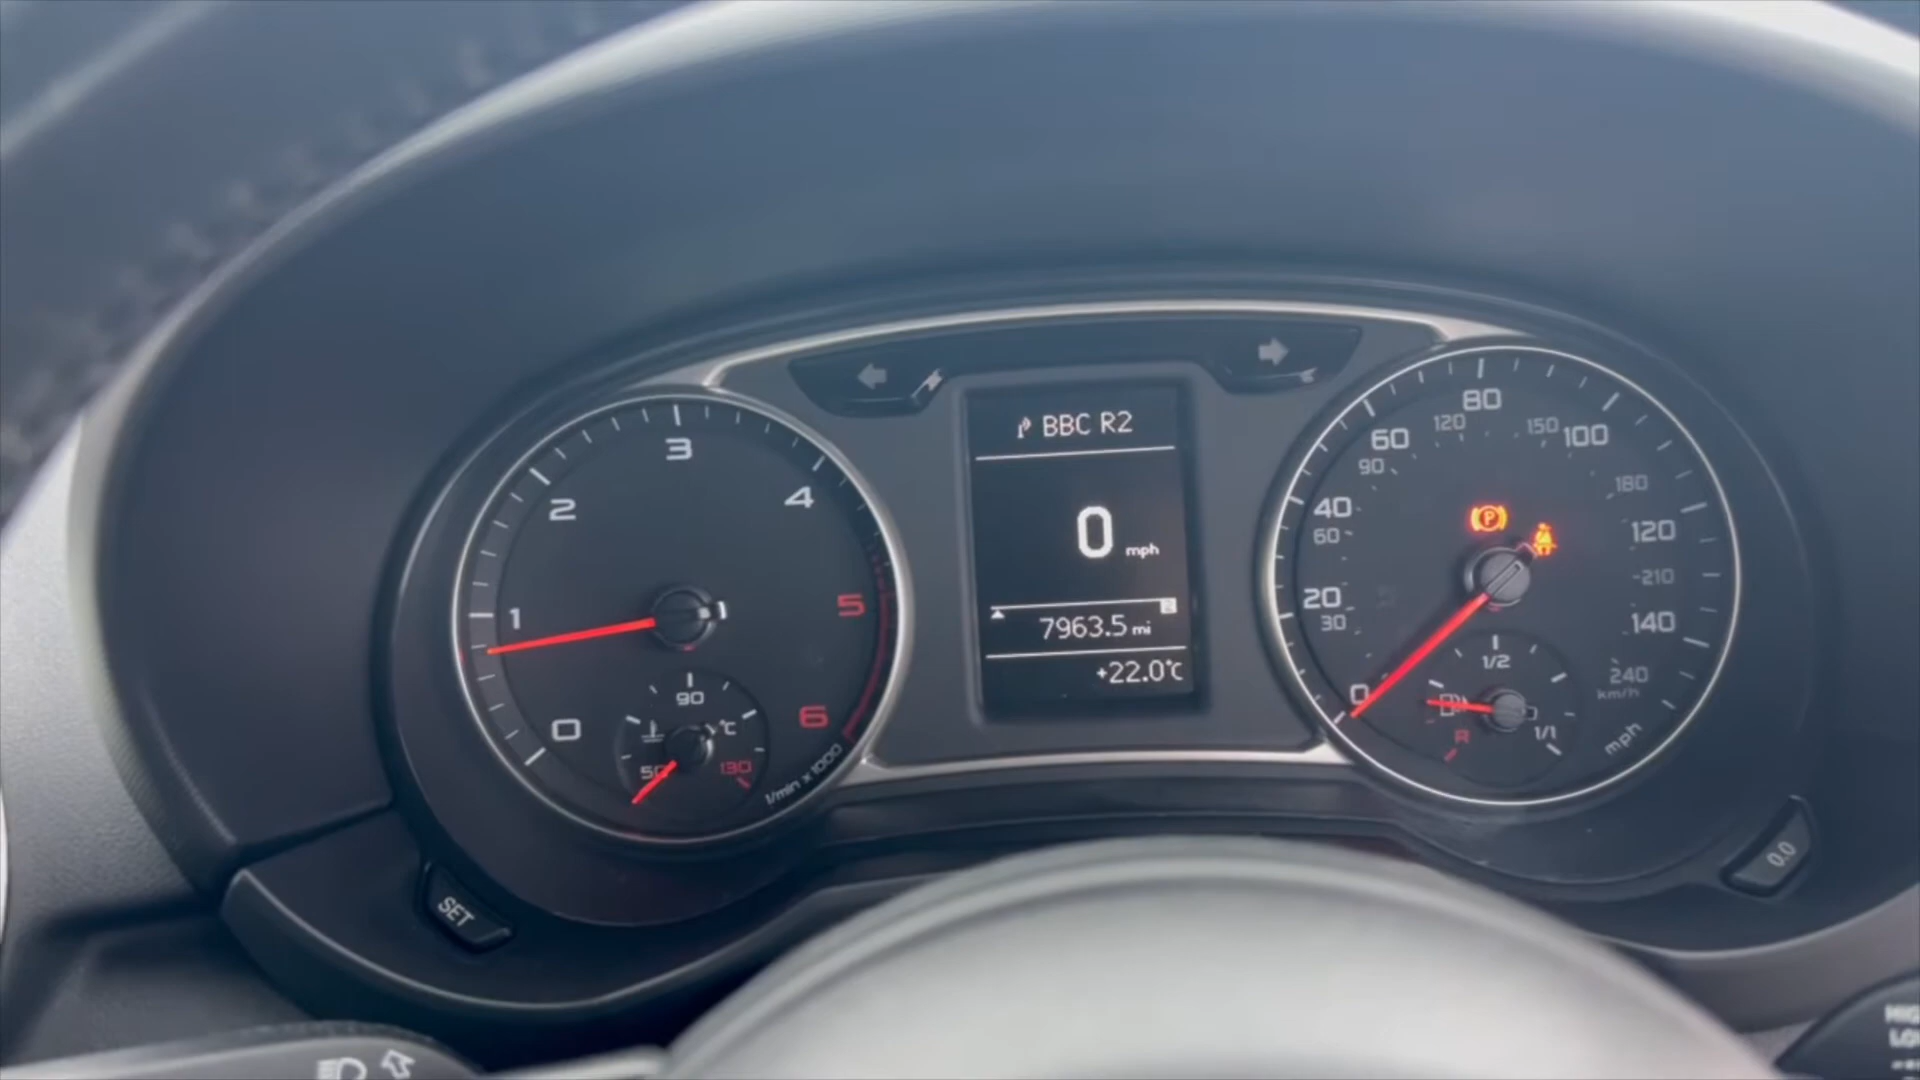 BBC R2
0 mph
2
7963.5 mi
+22.0°C
0
1
2
3
4
5
6
1/min x 1000
50
90
130
°C
0
20
40
60
80
100
120
140
mph
30
60
90
120
150
180
210
240
km/h
P
R
1/2
1/1
SET
0.0